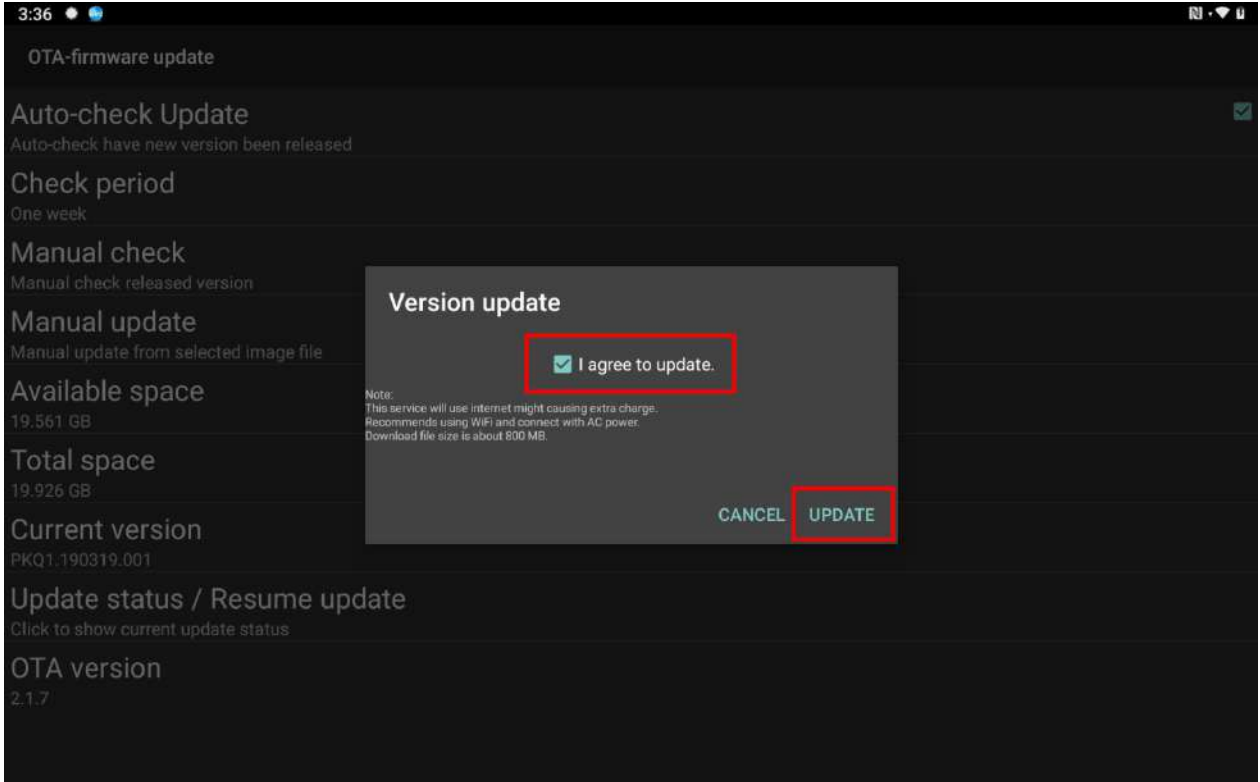 3:36
OTA-firmware update
Auto-check Update
Auto-check have new version been released
Check period
One week
Manual check
Manual check released version
Manual update
Manual update from selected image file
Available space
19.561 GB
Total space
19.926 GB
Current version
PKQ1.190319.001
Update status / Resume update
Click to show current update status
OTA version
2.1.7
Version update
I agree to update.
Note:
This service will use internet might causing extra charge.
Recommends using WiFi and connect with AC power.
Download file size is about 800 MB.
CANCEL UPDATE